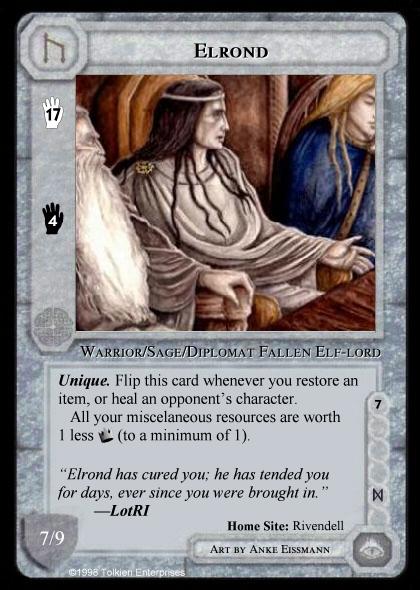 Elrond
17
4
Warrior/Sage/Diplomat Fallen Elf-lord
Unique. Flip this card whenever you restore an
item, or heal an opponent's character.
All your miscelaneous resources are worth
1 less (to a minimum of 1).
7
“Elrond has cured you; he has tended you
for days, ever since you were brought in.”
—LotRI
Home Site: Rivendell
7/9
Art by Anke Eissmann
©1998 Tolkien Enterprises